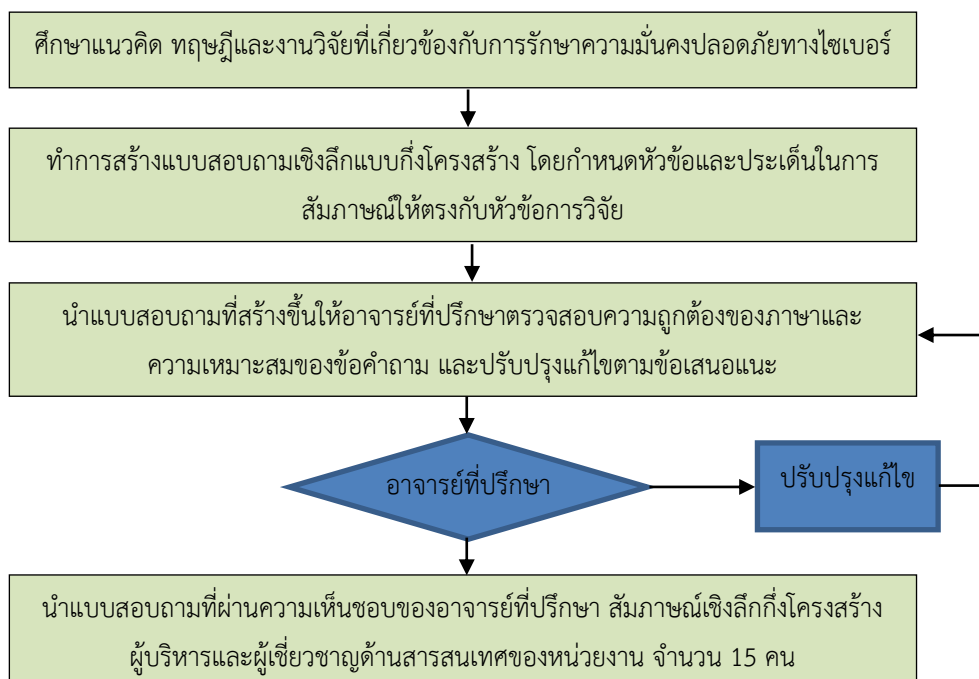 ศึกษาแนวคิด ทฤษฎีและงานวิจัยที่เกี่ยวข้องกับการรักษาความมั่นคงปลอดภัยทางไซเบอร์
ทำการสร้างแบบสอบถามเชิงลึกแบบกึ่งโครงสร้าง โดยกำหนดหัวข้อและประเด็นในการ
สัมภาษณ์ให้ตรงกับหัวข้อการวิจัย
นำแบบสอบถามที่สร้างขึ้นให้อาจารย์ที่ปรึกษาตรวจสอบความถูกต้องของภาษาและ
ความเหมาะสมของข้อคำถาม และปรับปรุงแก้ไขตามข้อเสนอแนะ
อาจารย์ที่ปรึกษา
ปรับปรุงแก้ไข
นำแบบสอบถามที่ผ่านความเห็นชอบของอาจารย์ที่ปรึกษา สัมภาษณ์เชิงลึกกึ่งโครงสร้าง
ผู้บริหารและผู้เชี่ยวชาญด้านสารสนเทศของหน่วยงาน จำนวน 15 คน